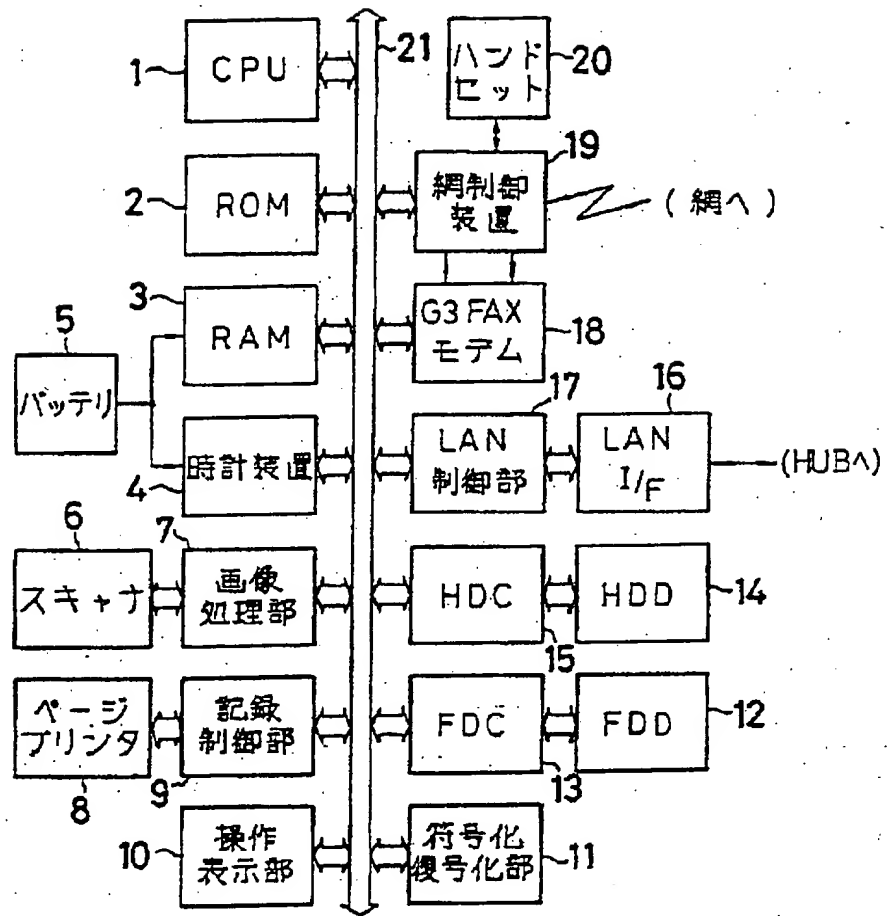 1
CPU
21
ハンド
セット
20
2
ROM
網制御
装置
19
(網へ)
3
RAM
G3 FAX
モデム
18
5
バッテリ
4
時計装置
17
LAN
制御部
16
LAN
I/F
(HUBへ)
6
スキャナ
7
画像
処理部
HDC
15
HDD
14
ページ
プリンタ
8
記録
制御部
9
FDC
13
FDD
12
10
操作
表示部
符号化
復号化部
11